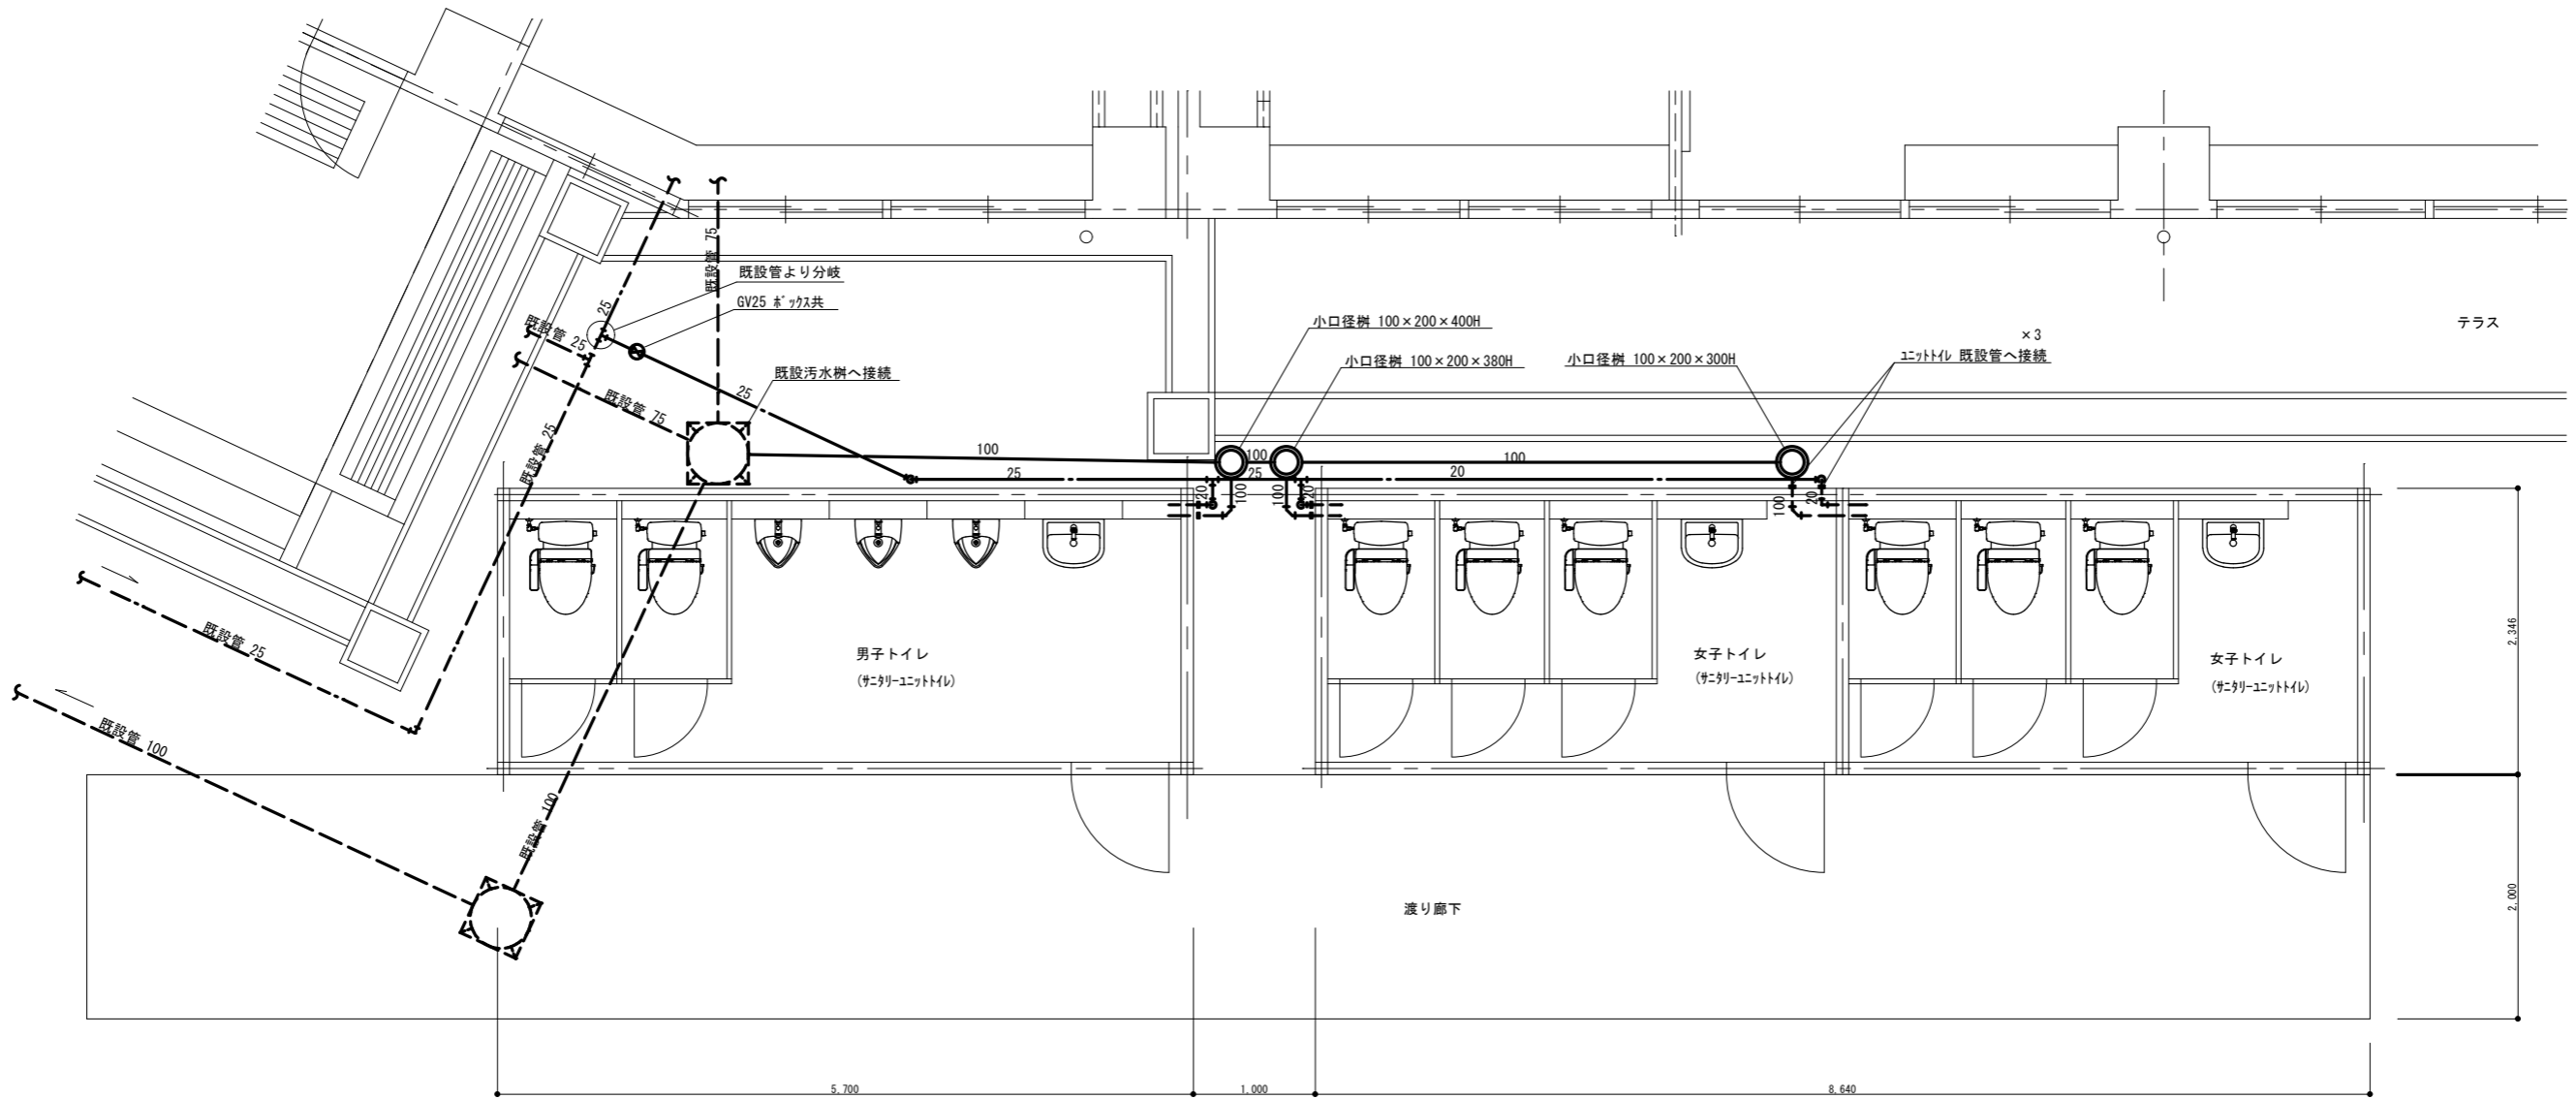 既設管 75
既設管より分岐
GV25 ボックス共
25
既設管 25
既設管 75
既設管 25
25
既設汚水桝へ接続
小口径桝 100×200×400H
小口径桝 100×200×380H
小口径桝 100×200×300H
×3
ユニットトイレ 既設管へ接続
テラス
100
100
100
25
25
20
20
100
100
20
100
20
男子トイレ
(サニタリーユニットトイレ)
女子トイレ
(サニタリーユニットトイレ)
女子トイレ
(サニタリーユニットトイレ)
既設管 25
既設管 100
既設管 100
渡り廊下
2,346
2,000
5,700
1,000
8,640